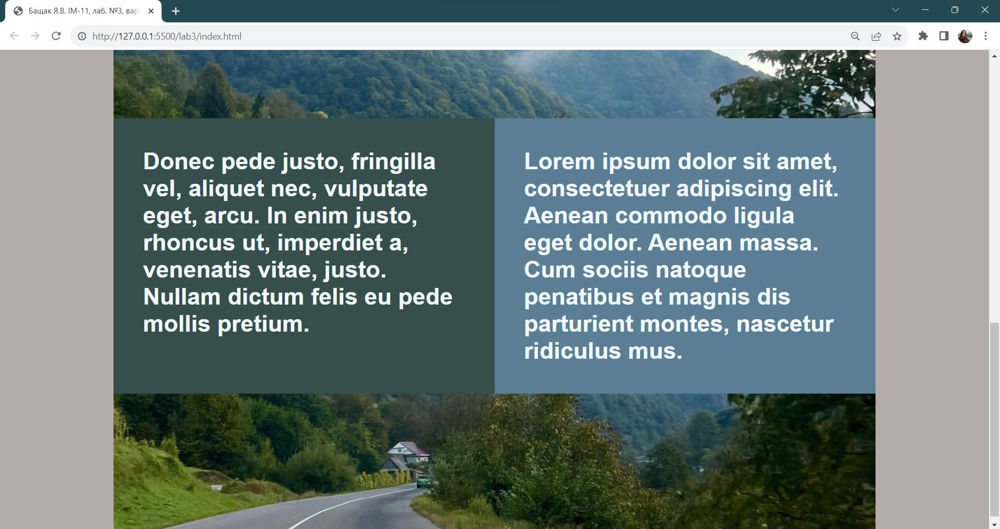 Бащак Я.В. ІМ-11, лаб. №3, варі
http://127.0.0.1:5500/lab3/index.html
Donec pede justo, fringilla
vel, aliquet nec, vulputate
eget, arcu. In enim justo,
rhoncus ut, imperdiet a,
venenatis vitae, justo.
Nullam dictum felis eu pede
mollis pretium.
Lorem ipsum dolor sit amet,
consectetuer adipiscing elit.
Aenean commodo ligula
eget dolor. Aenean massa.
Cum sociis natoque
penatibus et magnis dis
parturient montes, nascetur
ridiculus mus.